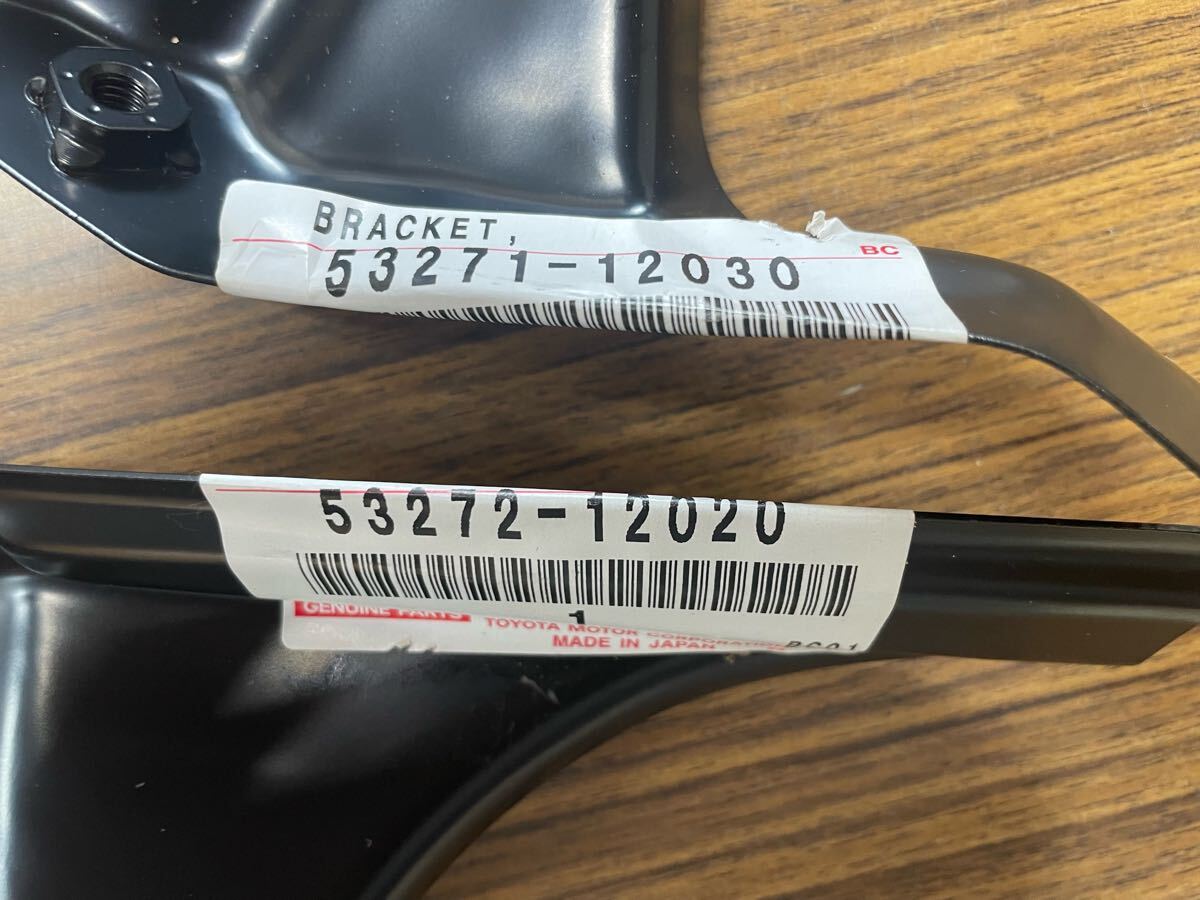 BRACKET,
BC
53271-12030
53272-12020
1
GENUINE PARTS
TOYOTA MOTOR CORPORATION
MADE IN JAPAN